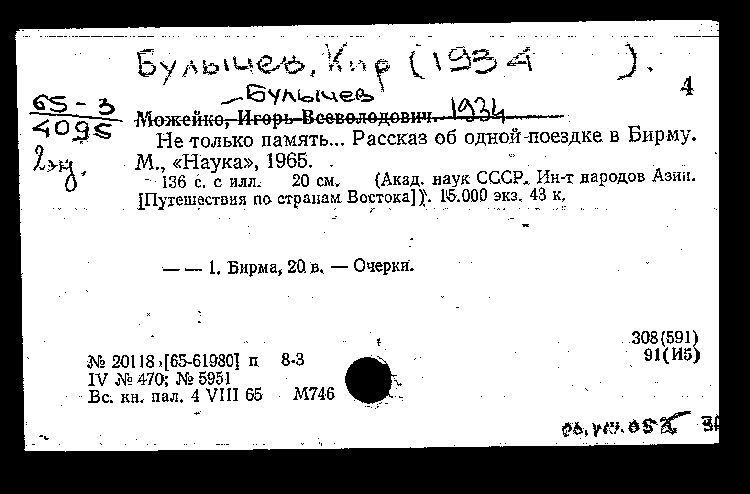 Булычев, Кир (1934      ).
4
Булычев
65-3
4095
2 эк.
Можейко, Игорь Всеволодович. 1934
Не только память... Рассказ об одной поездке в Бирму.
М., «Наука», 1965.
136 с. с илл. 20 см. (Акад. наук СССР. Ин-т народов Азии.
[Путешествия по странам Востока]). 15.000 экз. 43 к.
— — 1. Бирма, 20 в. — Очерки.
308(591)
91(И5)
№ 20118 [65-61980] п 8-3
IV № 470; № 5951
Вс. кн. пал. 4 VIII 65 М746